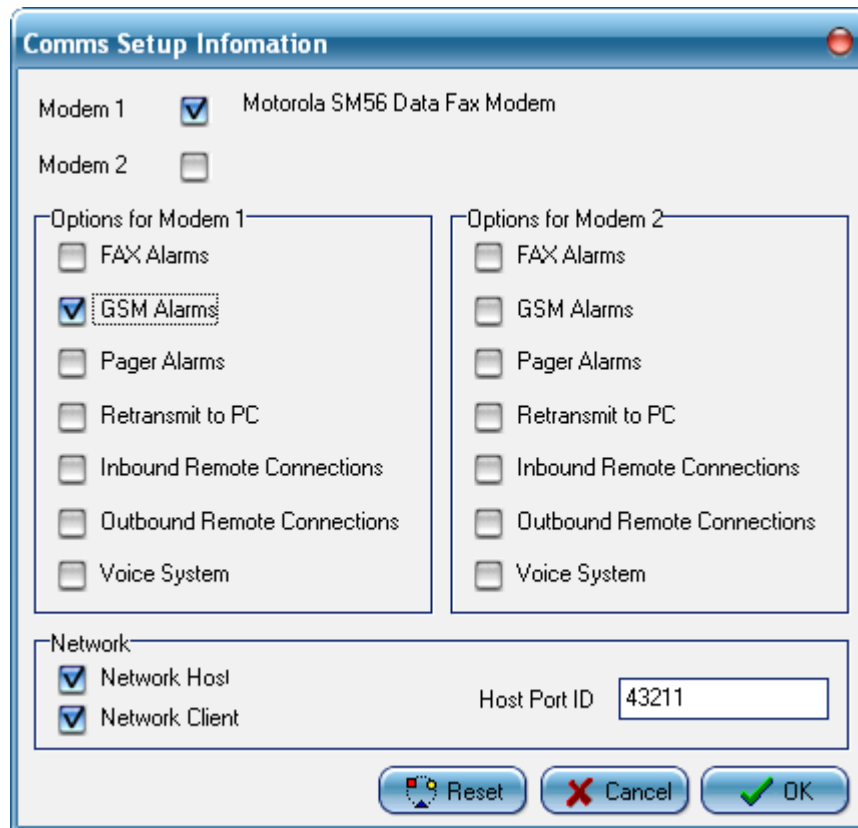 Comms Setup Infomation
Modem 1 Motorola SM56 Data Fax Modem
Modem 2
Options for Modem 1
FAX Alarms
GSM Alarms
Pager Alarms
Retransmit to PC
Inbound Remote Connections
Outbound Remote Connections
Voice System
Options for Modem 2
FAX Alarms
GSM Alarms
Pager Alarms
Retransmit to PC
Inbound Remote Connections
Outbound Remote Connections
Voice System
Network
Network Host
Network Client
Host Port ID 43211
Reset Cancel OK